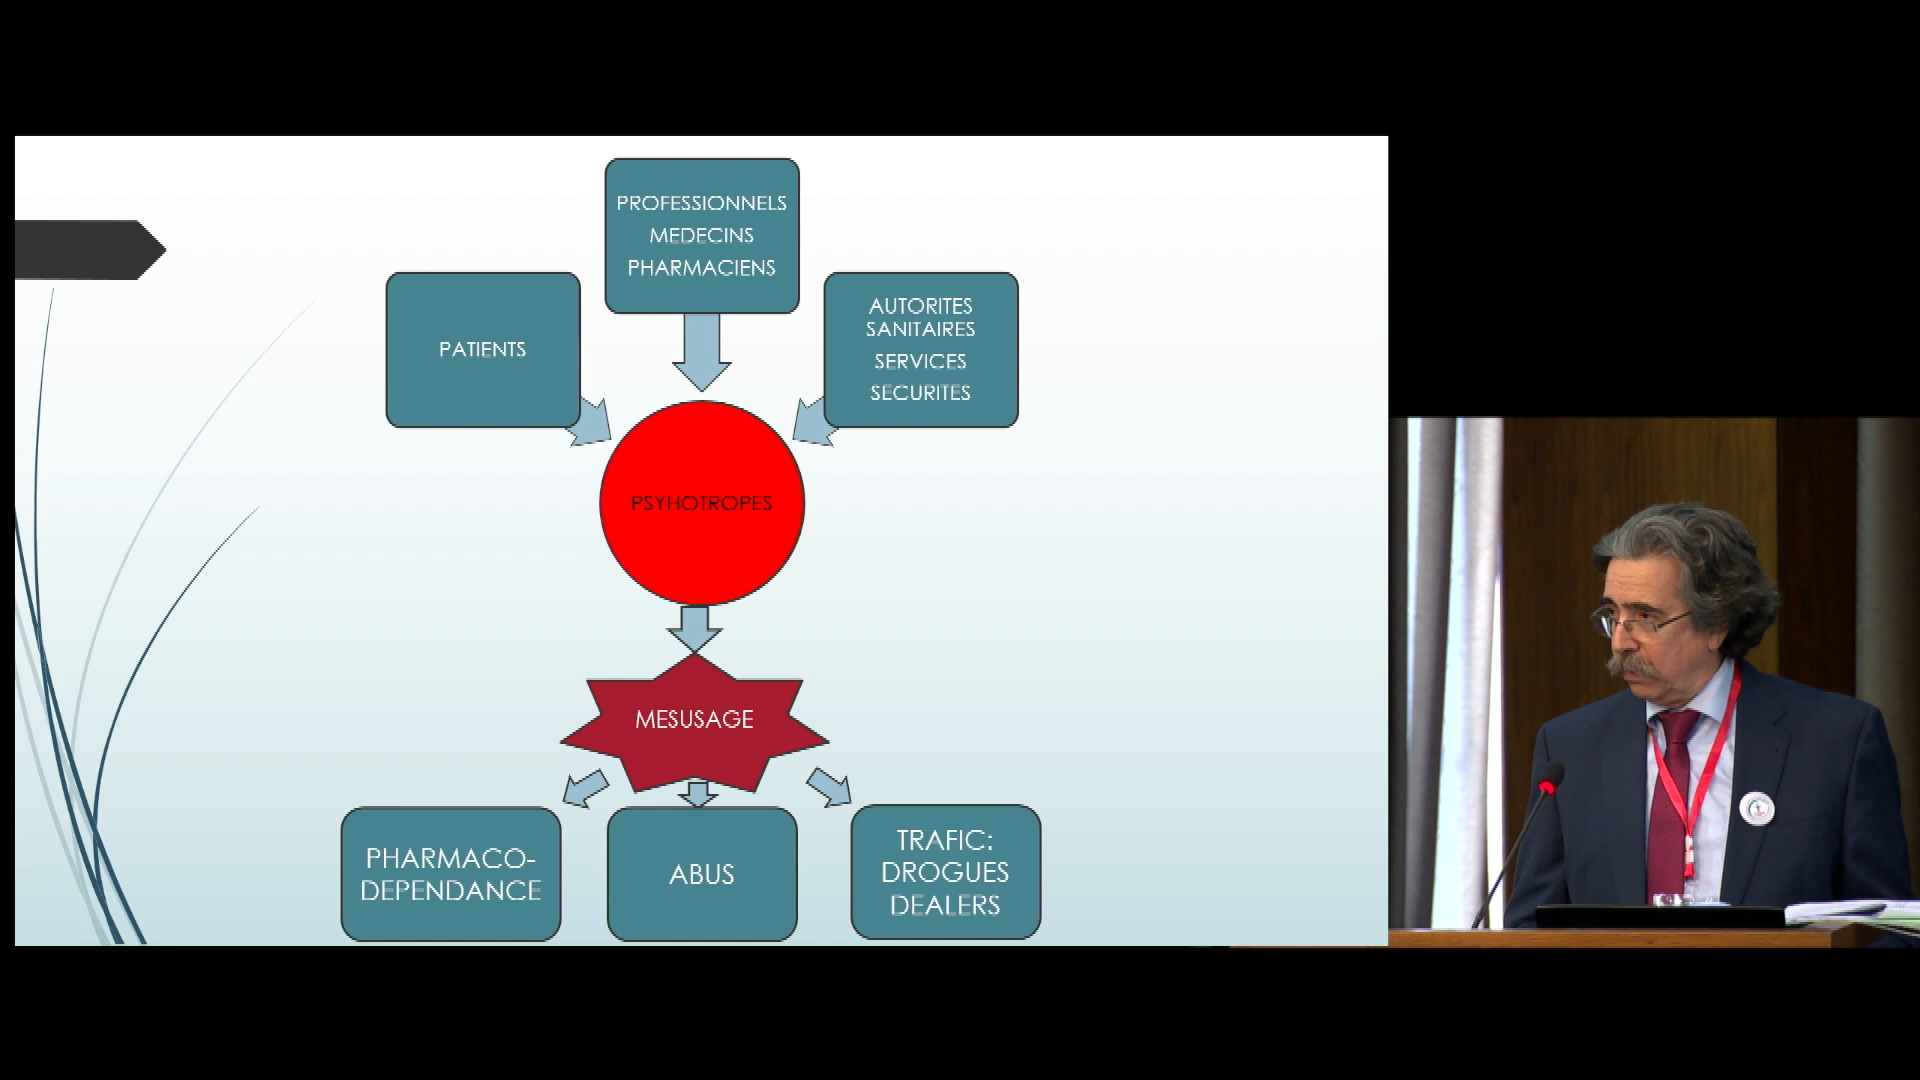 PROFESSIONNELS
MEDECINS
PHARMACIENS
PATIENTS
AUTORITES
SANITAIRES
SERVICES
SECURITES
PSYHOTROPES
MESUSAGE
PHARMACO-
DEPENDANCE
ABUS
TRAFIC:
DROGUES
DEALERS